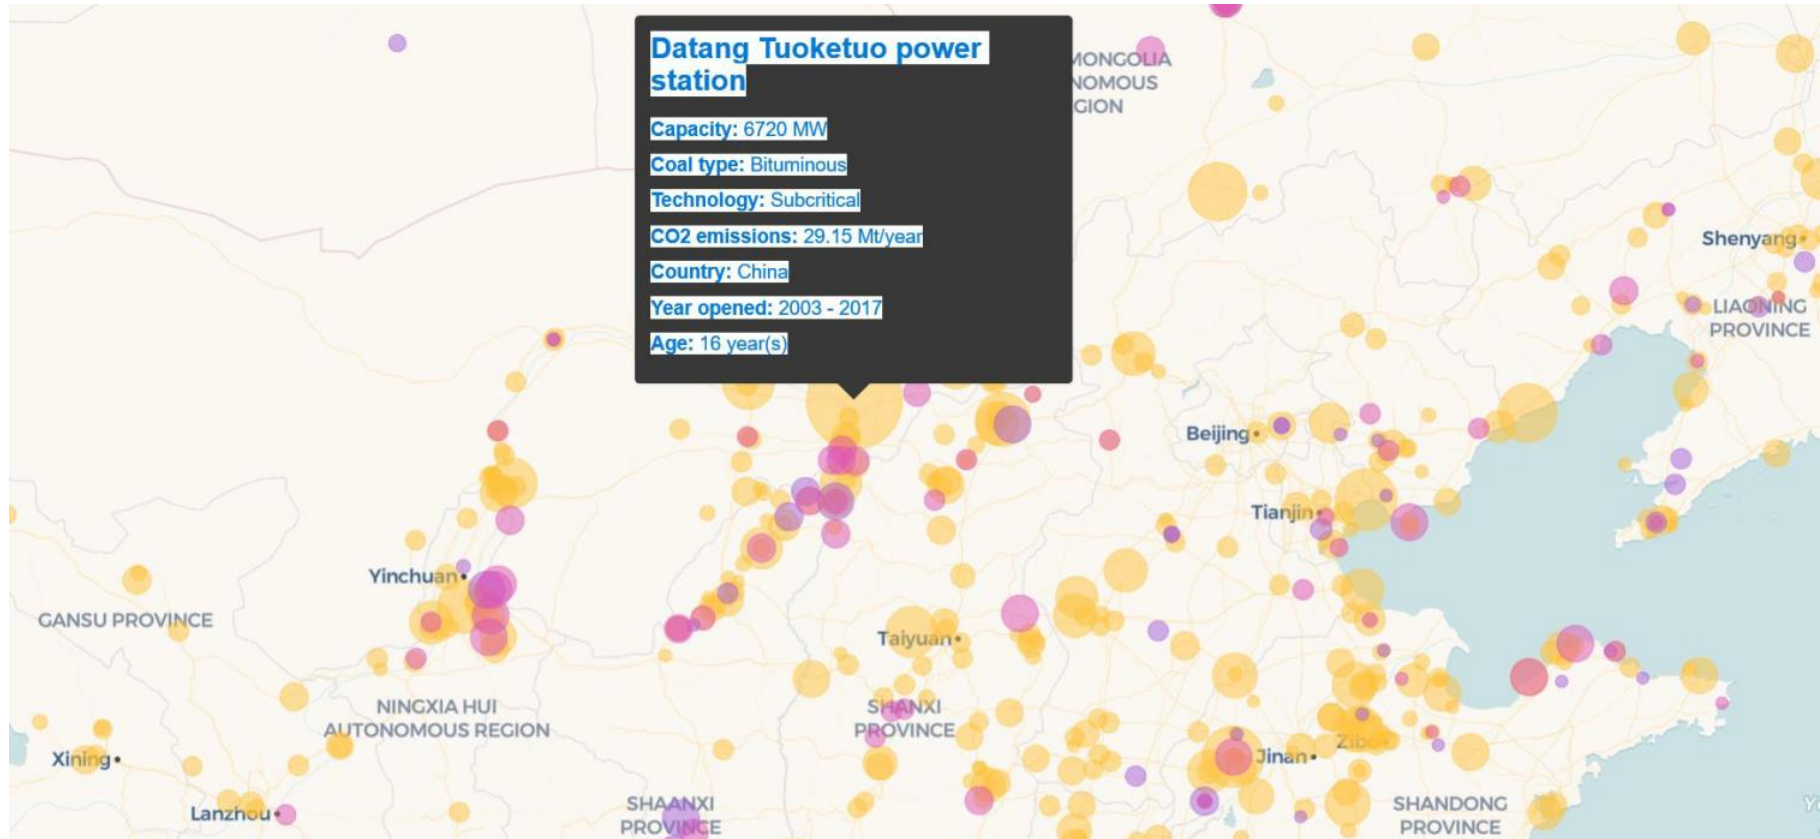 Datang Tuoketuo power
station
Capacity: 6720 MW
Coal type: Bituminous
Technology: Subcritical
CO2 emissions: 29.15 Mt/year
Country: China
Year opened: 2003 - 2017
Age: 16 year(s)
MONGOLIA
NOMOUS
GION
Shenyang
LIAONING
PROVINCE
Beijing
Tianjin
Yinchuan
GANSU PROVINCE
Taiyuan
NINGXIA HUI
AUTONOMOUS REGION
SHANXI
PROVINCE
Xining
Jinan
Lanzhou
SHAANXI
PROVINCE
SHANDONG
PROVINCE